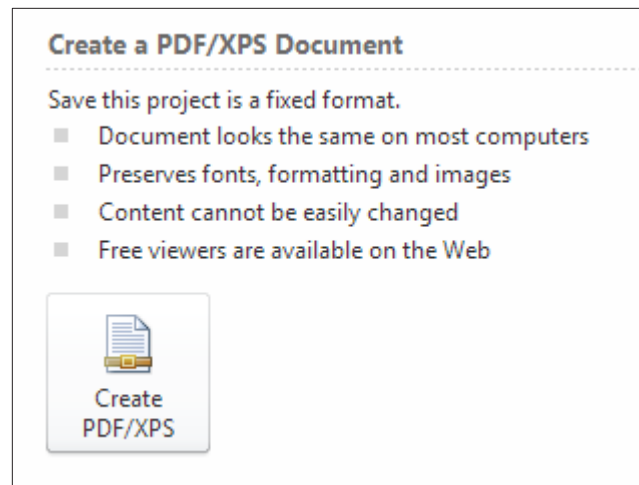 Create a PDF/XPS Document
Save this project is a fixed format.
Document looks the same on most computers
Preserves fonts, formatting and images
Content cannot be easily changed
Free viewers are available on the Web
Create
PDF/XPS